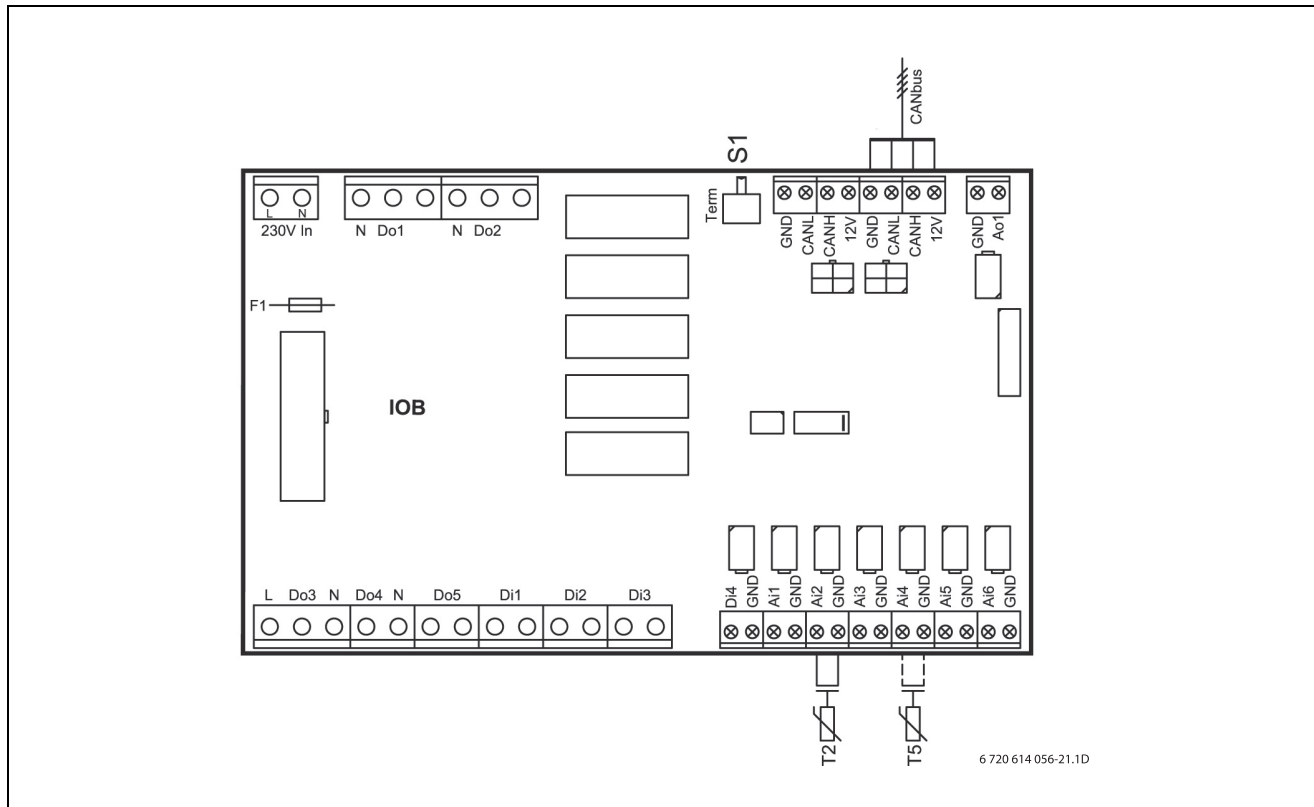 CANbus
S1
Term
L N
230V In
N Do1 N Do2
GND CANL CANH 12V GND CANL CANH 12V
GND Ao1
F1
IOB
L Do3 N Do4 N Do5 Di1 Di2 Di3
Di4 GND Ai1 GND Ai2 GND Ai3 GND Ai4 GND Ai5 GND Ai6 GND
T2 T5
6 720 614 056-21.1D